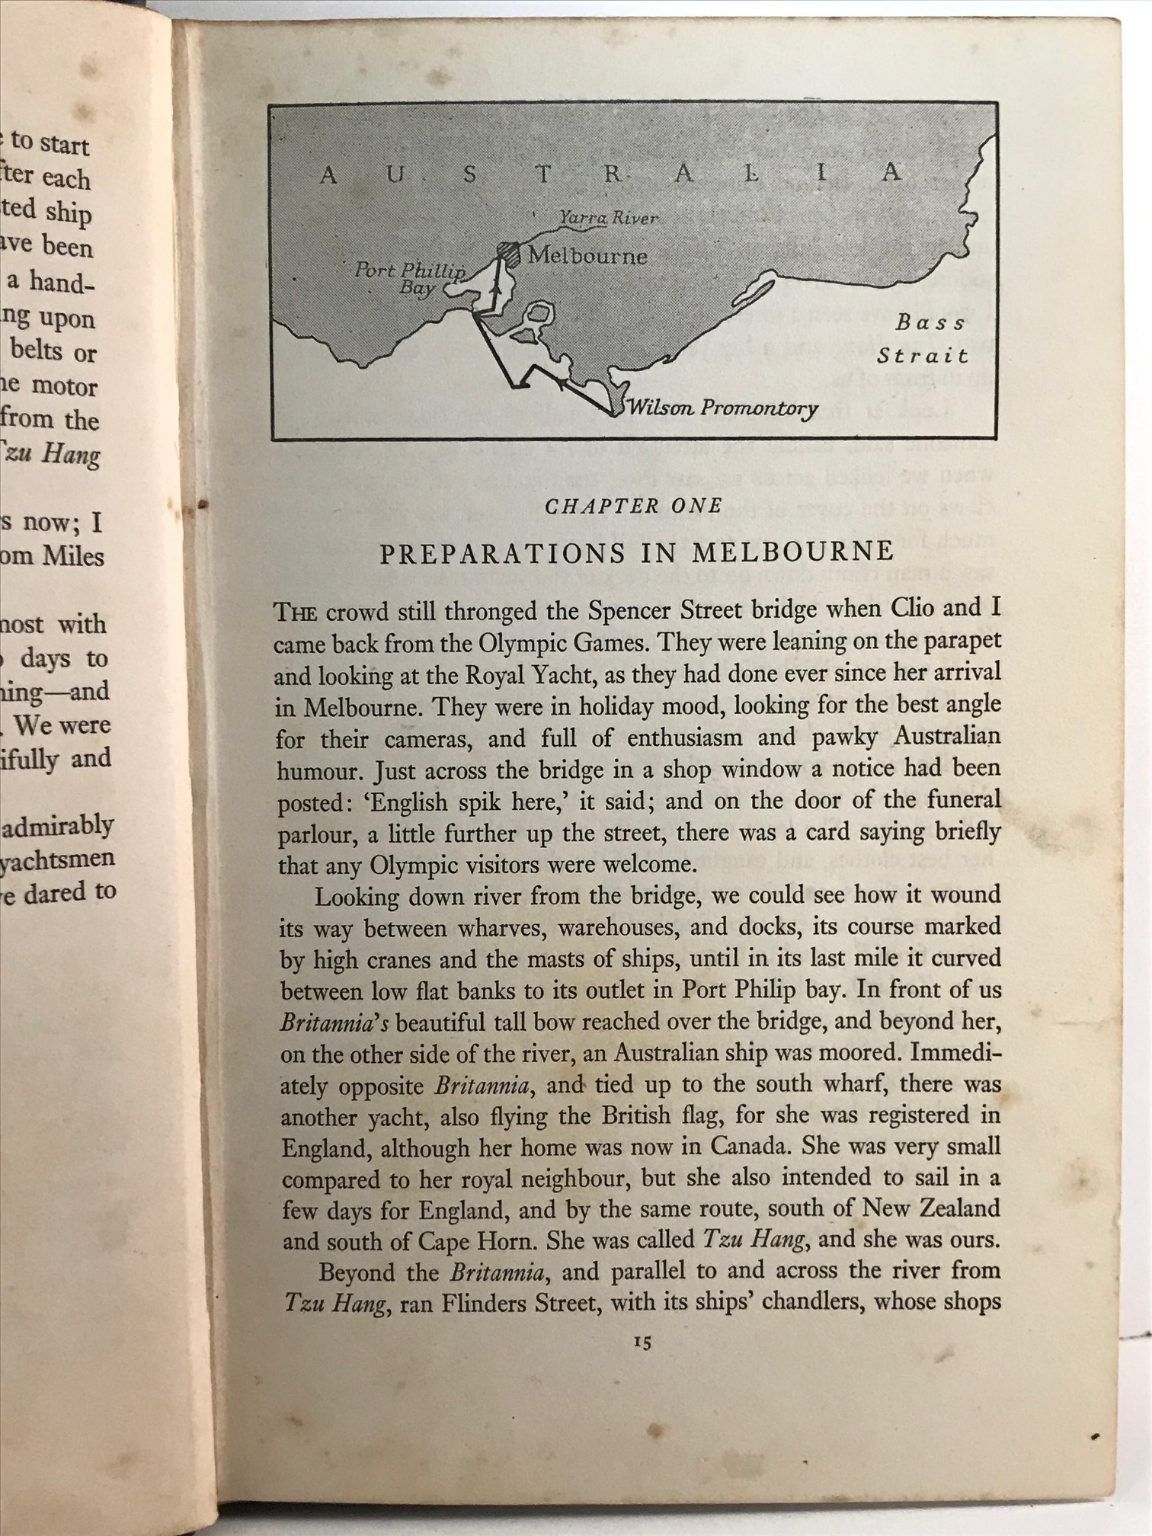 to start
each
ship
been
a hand-
upon
belts or
motor
from the
Tzu Hang
now; I
Miles
with
days to
and
We were
and
admirably
yachtsmen
dared to
AUSTRALIA
Yarra River
Melbourne
Port Phillip
Bay
Bass
Strait
Wilson Promontory
CHAPTER ONE
PREPARATIONS IN MELBOURNE
THE crowd still thronged the Spencer Street bridge when Clio and I
came back from the Olympic Games. They were leaning on the parapet
and looking at the Royal Yacht, as they had done ever since her arrival
in Melbourne. They were in holiday mood, looking for the best angle
for their cameras, and full of enthusiasm and pawky Australian
humour. Just across the bridge in a shop window a notice had been
posted: ‘English spik here,’ it said; and on the door of the funeral
parlour, a little further up the street, there was a card saying briefly
that any Olympic visitors were welcome.
Looking down river from the bridge, we could see how it wound
its way between wharves, warehouses, and docks, its course marked
by high cranes and the masts of ships, until in its last mile it curved
between low flat banks to its outlet in Port Philip bay. In front of us
Britannia’s beautiful tall bow reached over the bridge, and beyond her,
on the other side of the river, an Australian ship was moored. Immedi-
ately opposite Britannia, and tied up to the south wharf, there was
another yacht, also flying the British flag, for she was registered in
England, although her home was now in Canada. She was very small
compared to her royal neighbour, but she also intended to sail in a
few days for England, and by the same route, south of New Zealand
and south of Cape Horn. She was called Tzu Hang, and she was ours.
Beyond the Britannia, and parallel to and across the river from
Tzu Hang, ran Flinders Street, with its ships’ chandlers, whose shops
15